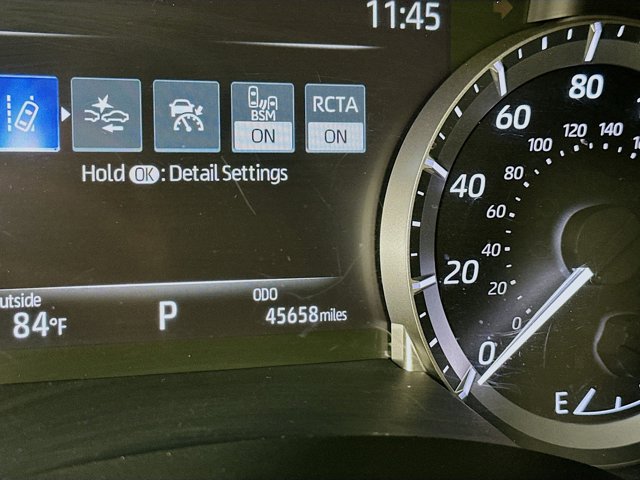 11:45
BSM
ON
RCTA
ON
Hold OK : Detail Settings
utside
84°F
P
ODO
45658 miles
80
60
40
20
0
140
120
100
80
60
40
20
0
E